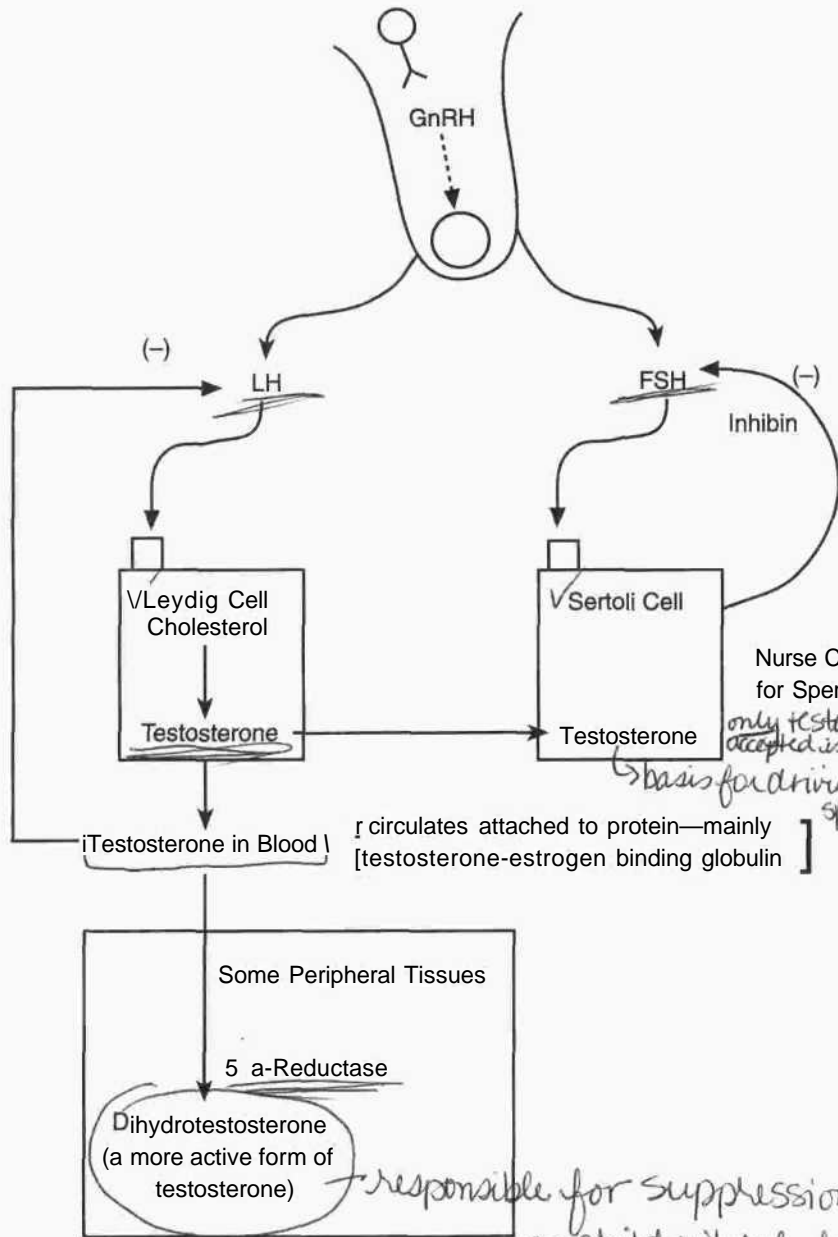 GnRH
(–)
LH
FSH
(–)
Inhibin
\/Leydig Cell
Cholesterol
Testosterone
V Sertoli Cell
Testosterone
Nurse C
for Sper
only
accepted is
basis for
iTestosterone in Blood \
r circulates attached to protein—mainly
[testosterone-estrogen binding globulin ]
Some Peripheral Tissues
5 a-Reductase
Dihydrotestosterone
(a more active form of
testosterone)
responsible for suppression